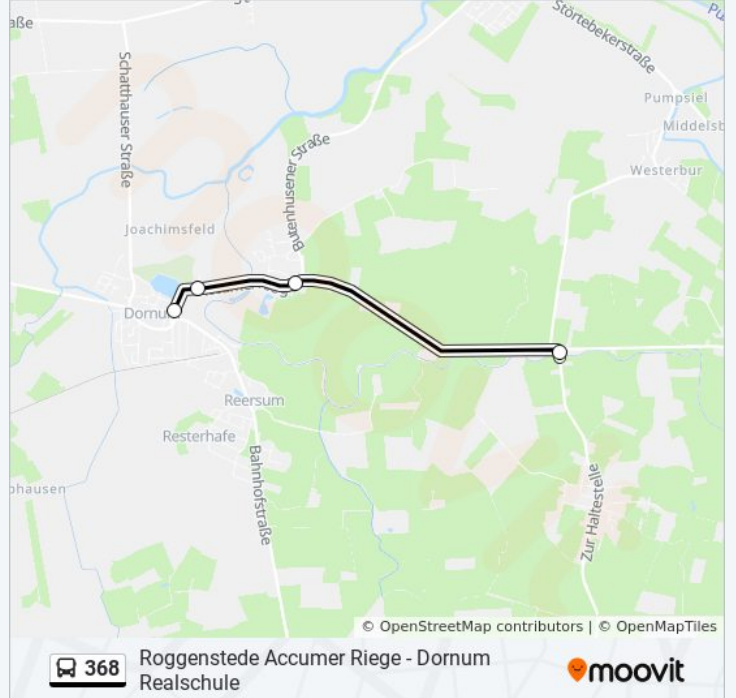 Störtebekerstraße
Schatthauser Straße
Pumpsiel
Middelsb
Butenhusener Straße
Westerbur
Joachimsfeld
Dornum
Reersum
Resterhafe
Bahnhofstraße
Zur Haltestelle
© OpenStreetMap contributors | © OpenMapTiles
368
Roggenstede Accumer Riege - Dornum
Realschule
moovit